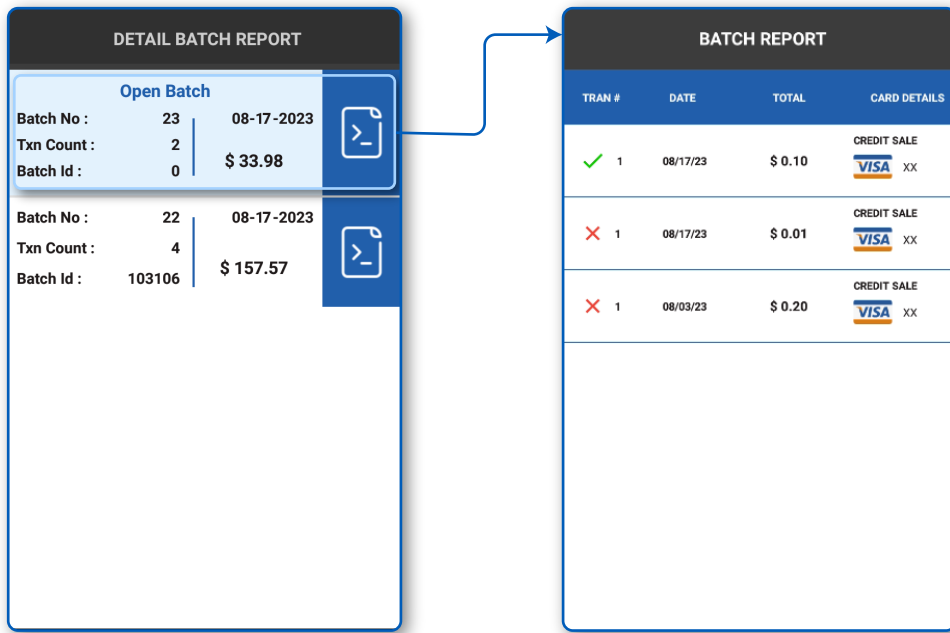 DETAIL BATCH REPORT
Open Batch
Batch No : 23 08-17-2023
Txn Count : 2
$ 33.98
Batch Id : 0
Batch No : 22 08-17-2023
Txn Count : 4
$ 157.57
Batch Id : 103106
BATCH REPORT
TRAN # DATE TOTAL CARD DETAILS
CREDIT SALE
1 08/17/23 $ 0.10 VISA XX
CREDIT SALE
1 08/17/23 $ 0.01 VISA XX
CREDIT SALE
1 08/03/23 $ 0.20 VISA XX